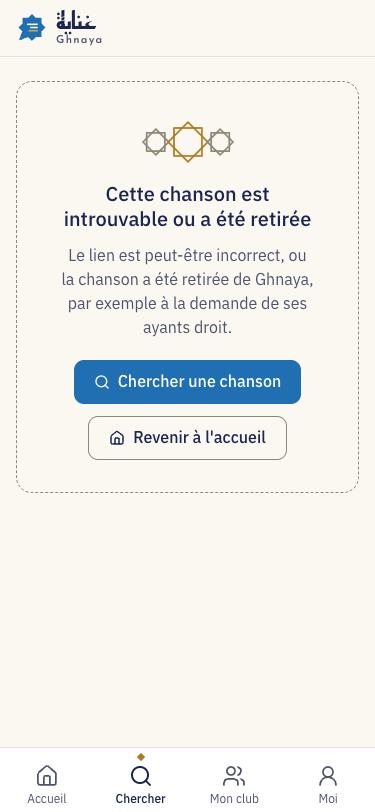 غناية
Ghnaya
Cette chanson est
introuvable ou a été retirée
Le lien est peut-être incorrect, ou
la chanson a été retirée de Ghnaya,
par exemple à la demande de ses
ayants droit.
Chercher une chanson
Revenir à l'accueil
Accueil
Chercher
Mon club
Moi